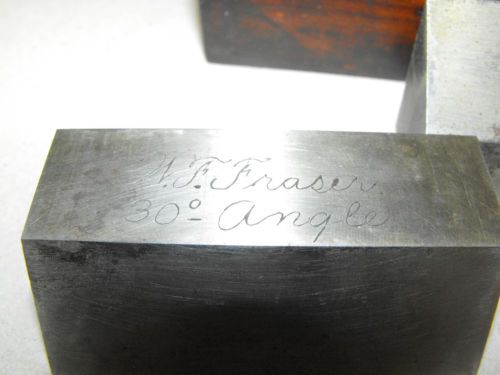 W. F. Fraser.
30° Angle